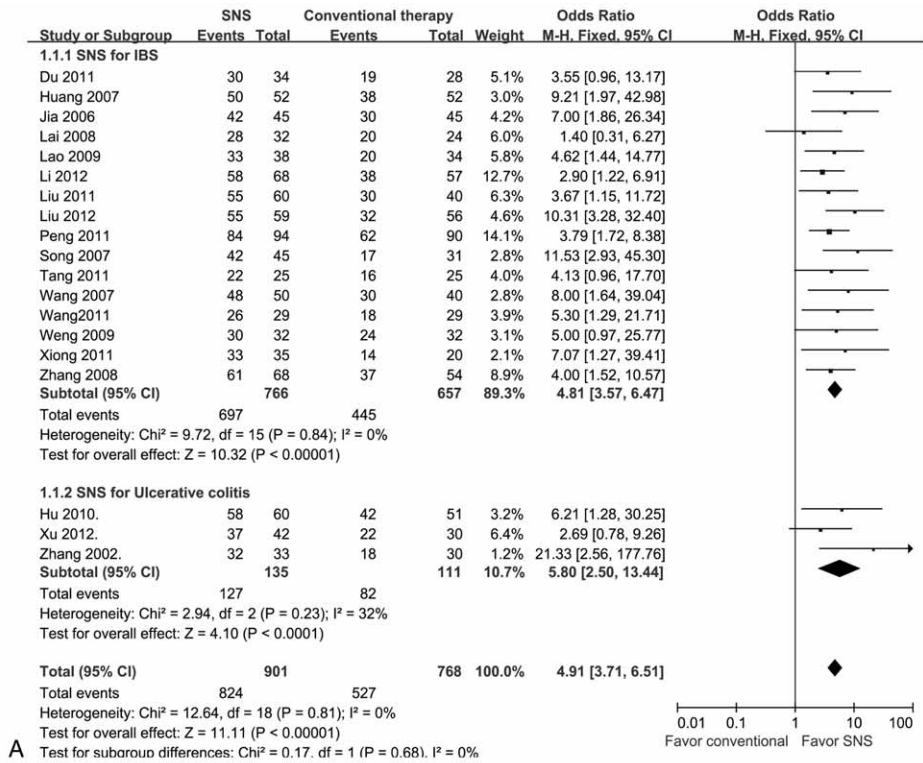 SNS Conventional therapy Odds Ratio Odds Ratio
Study or Subgroup Events Total Events Total Weight M-H, Fixed, 95% CI M-H, Fixed, 95% CI
1.1.1 SNS for IBS
Du 2011 30 34 19 28 5.1% 3.55 [0.96, 13.17]
Huang 2007 50 52 38 52 3.0% 9.21 [1.97, 42.98]
Jia 2006 42 45 30 45 4.2% 7.00 [1.86, 26.34]
Lai 2008 28 32 20 24 6.0% 1.40 [0.31, 6.27]
Lao 2009 33 38 20 34 5.8% 4.62 [1.44, 14.77]
Li 2012 58 68 38 57 12.7% 2.90 [1.22, 6.91]
Liu 2011 55 60 30 40 6.5% 3.67 [1.15, 11.72]
Liu 2012 55 59 32 56 4.6% 10.31 [3.28, 32.40]
Peng 2011 84 94 62 90 14.1% 3.79 [1.72, 8.38]
Song 2007 42 45 17 31 2.8% 11.53 [2.93, 45.30]
Tang 2011 22 25 16 25 4.0% 4.13 [0.96, 17.70]
Wang 2007 48 50 30 40 2.8% 8.00 [1.64, 39.04]
Wang2011 26 29 18 29 3.9% 5.30 [1.29, 21.71]
Weng 2009 30 32 24 32 3.1% 5.00 [0.97, 25.77]
Xiong 2011 33 35 14 20 2.1% 7.07 [1.27, 39.41]
Zhang 2008 61 68 37 54 8.9% 4.00 [1.52, 10.57]
Subtotal (95% CI) 766 657 89.3% 4.81 [3.57, 6.47]
Total events 697 445
Heterogeneity: Chi² = 9.72, df = 15 (P = 0.84); I² = 0%
Test for overall effect: Z = 10.32 (P < 0.00001)
1.1.2 SNS for Ulcerative colitis
Hu 2010. 58 60 42 51 3.2% 6.21 [1.28, 30.25]
Xu 2012. 37 42 22 30 6.4% 2.69 [0.78, 9.26]
Zhang 2002. 32 33 18 30 1.2% 21.33 [2.56, 177.76]
Subtotal (95% CI) 135 111 10.7% 5.80 [2.50, 13.44]
Total events 127 82
Heterogeneity: Chi² = 2.94, df = 2 (P = 0.23); I² = 32%
Test for overall effect: Z = 4.10 (P < 0.0001)
Total (95% CI) 901 768 100.0% 4.91 [3.71, 6.51]
Total events 824 527
Heterogeneity: Chi² = 12.64, df = 18 (P = 0.81); I² = 0%
Test for overall effect: Z = 11.11 (P < 0.00001)
Test for subgroup differences: Chi² = 0.17, df = 1 (P = 0.68), I² = 0%
0.01 0.1 1 10 100
Favor conventional Favor SNS
A